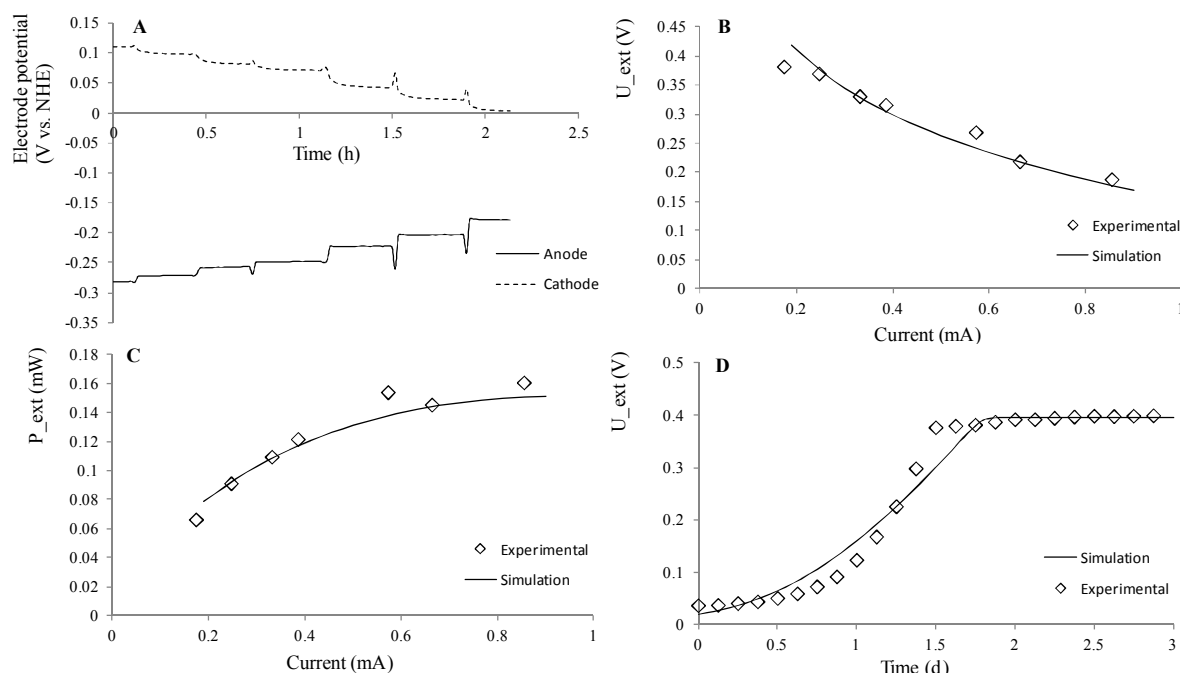 A
Electrode potential
(V vs. NHE)
0.15
0.1
0.05
0
-0.05
-0.1
-0.15
-0.2
-0.25
-0.3
-0.35
0 0.5 1 1.5 2 2.5
Time (h)
Anode
Cathode
B
U_ext (V)
0.45
0.4
0.35
0.3
0.25
0.2
0.15
0.1
0.05
0
0 0.2 0.4 0.6 0.8 1
Current (mA)
Experimental
Simulation
C
P_ext (mW)
0.18
0.16
0.14
0.12
0.1
0.08
0.06
0.04
0.02
0
0 0.2 0.4 0.6 0.8 1
Current (mA)
Experimental
Simulation
D
U_ext (V)
0.5
0.4
0.3
0.2
0.1
0
0 0.5 1 1.5 2 2.5 3
Time (d)
Simulation
Experimental